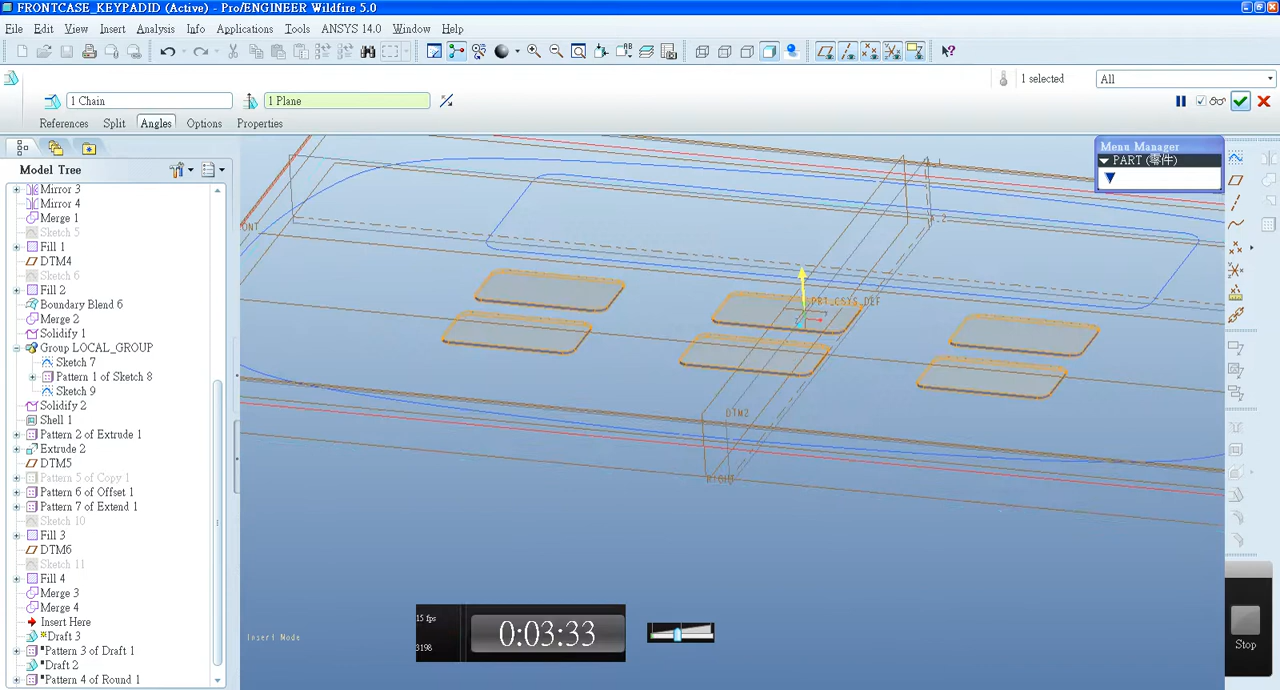 FRONTCASE_KEYPADID (Active) - Pro/ENGINEER Wildfire 5.0
File Edit View Insert Analysis Info Applications Tools ANSYS 14.0 Window Help
1 selected All
1 Chain 1 Plane
References Split Angles Options Properties
Model Tree
Mirror 3
Mirror 4
Merge 1
Sketch 5
Fill 1
DTM4
Sketch 6
Fill 2
Boundary Blend 6
Merge 2
Solidify 1
Group LOCAL_GROUP
Sketch 7
Pattern 1 of Sketch 8
Sketch 9
Solidify 2
Shell 1
Pattern 2 of Extrude 1
Extrude 2
DTM5
Pattern 5 of Copy 1
Pattern 6 of Offset 1
Pattern 7 of Extend 1
Sketch 10
Fill 3
DTM6
Sketch 11
Fill 4
Merge 3
Merge 4
Insert Here
Draft 3
Pattern 3 of Draft 1
Draft 2
Pattern 4 of Round 1
Menu Manager
PART (零件)
ONT
PRT_CSYS_DEF
DTM2
RIGHT
Insert Mode
15 fps
3198
0:03:33
Stop